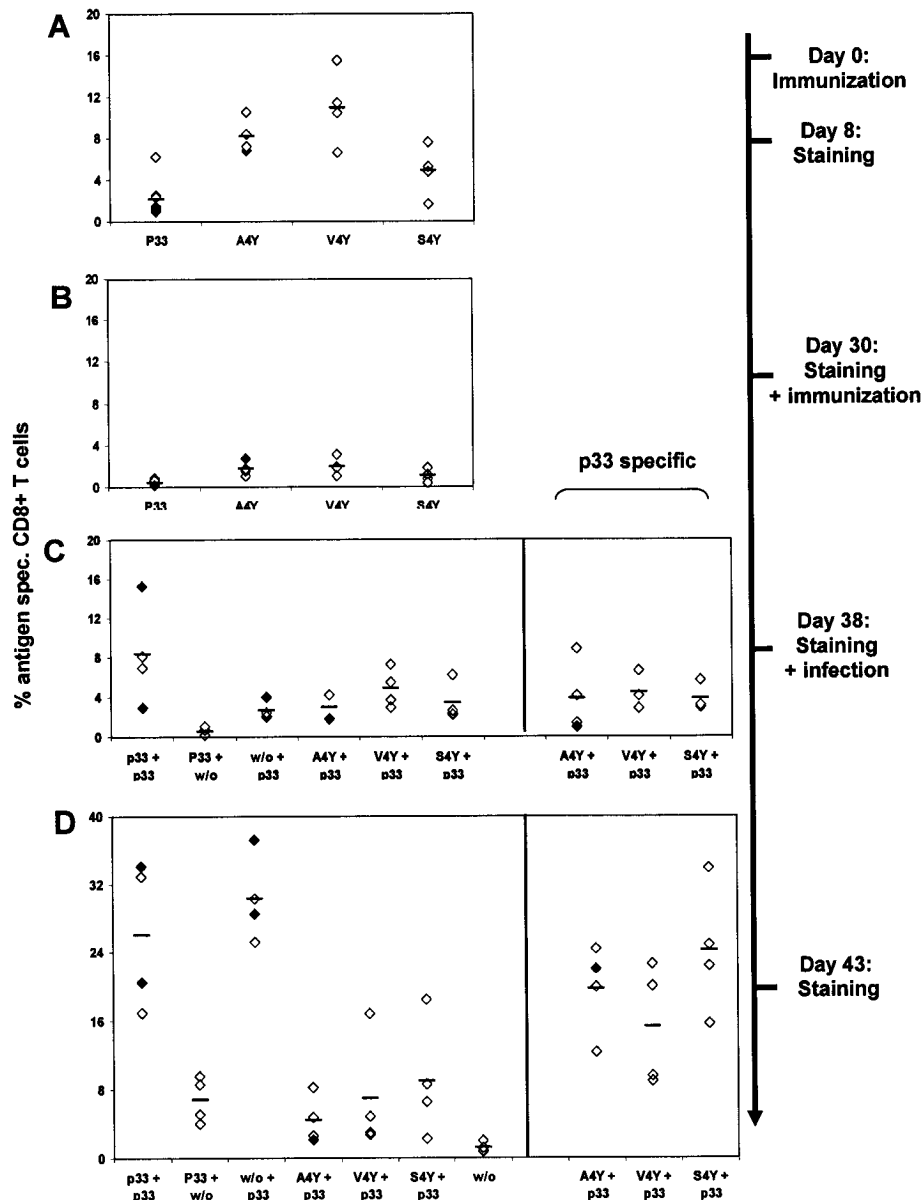 A
20
16
12
8
4
0
P33 A4Y V4Y S4Y
B
20
16
12
8
4
0
P33 A4Y V4Y S4Y
% antigen spec. CD8+ T cells
p33 specific
C
20
16
12
8
4
0
p33 + P33 + w/o + A4Y + V4Y + S4Y + A4Y + V4Y + S4Y +
p33 w/o p33 p33 p33 p33 p33 p33 p33
D
40
32
24
16
8
0
p33 + P33 + w/o + A4Y + V4Y + S4Y + w/o A4Y + V4Y + S4Y +
p33 w/o p33 p33 p33 p33 p33 p33 p33
Day 0:
Immunization
Day 8:
Staining
Day 30:
Staining
+ immunization
Day 38:
Staining
+ infection
Day 43:
Staining